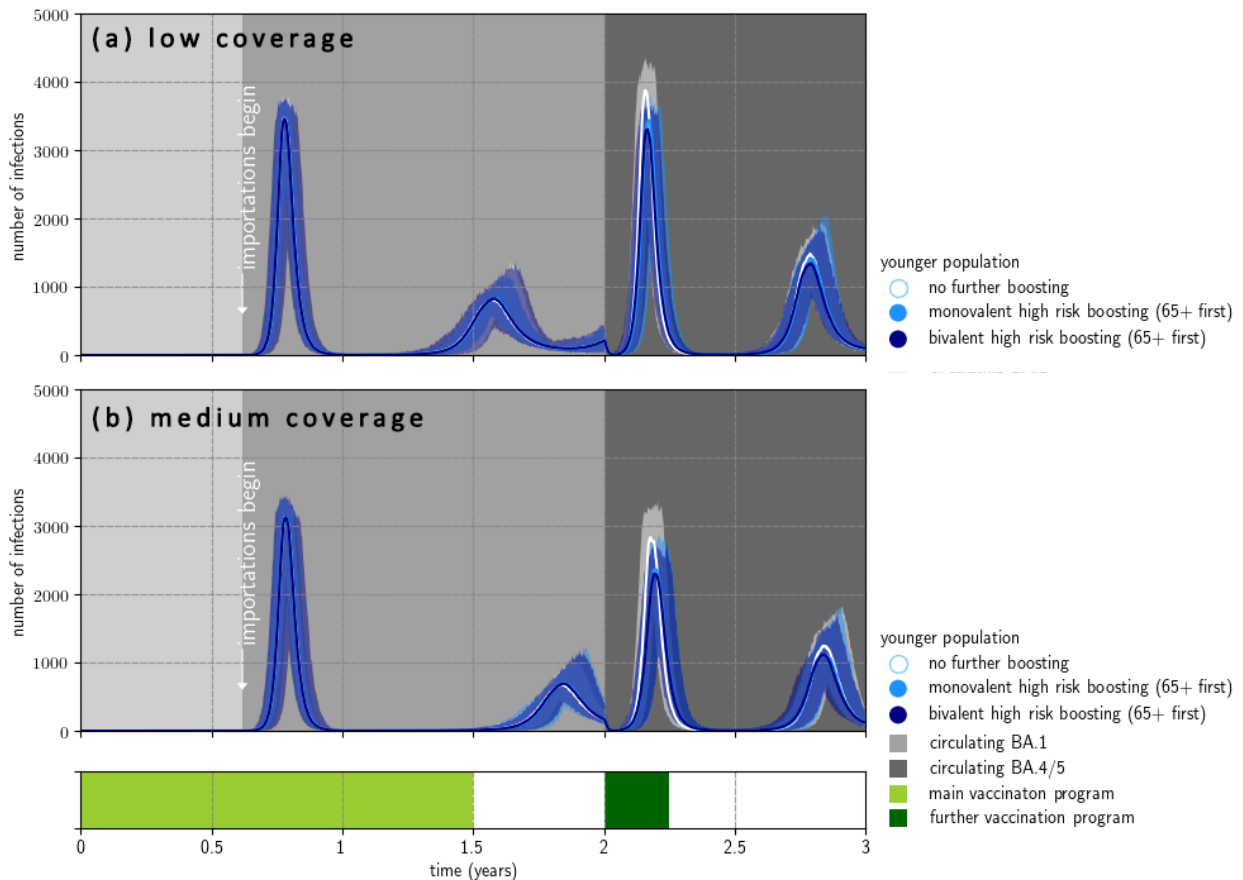 (a) low coverage
5000
4000
3000
2000
1000
0
number of infections
importations begin
younger population
no further boosting
monovalent high risk boosting (65+ first)
bivalent high risk boosting (65+ first)
(b) medium coverage
5000
4000
3000
2000
1000
0
number of infections
importations begin
younger population
no further boosting
monovalent high risk boosting (65+ first)
bivalent high risk boosting (65+ first)
circulating BA.1
circulating BA.4/5
main vaccinaton program
further vaccination program
0 0.5 1 1.5 2 2.5 3
time (years)